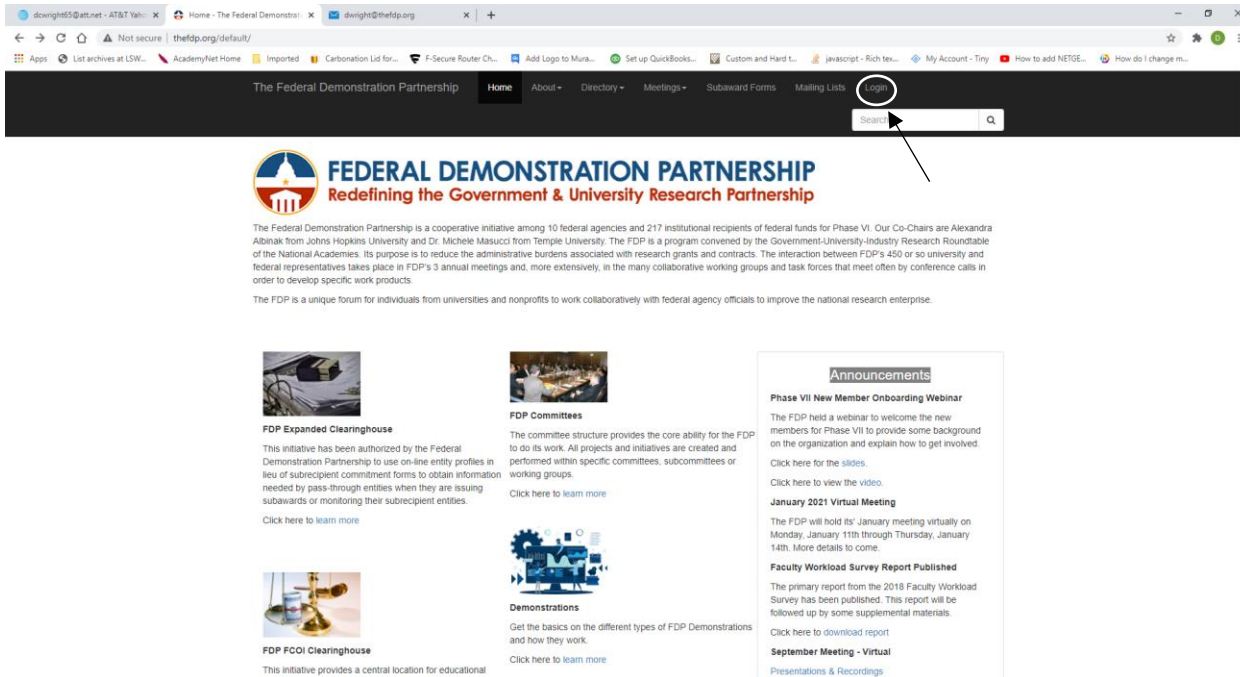 dcwright65@att.net - AT&T Yaho
Home - The Federal Demonstrati
dwright@thefdp.org
Not secure | thefdp.org/default/
Apps
List archives at LSW...
AcademyNet Home
Imported
Carbonation Lid for...
F-Secure Router Ch...
Add Logo to Mura...
Set up QuickBooks...
Custom and Hard t...
javascript - Rich tex...
My Account - Tiny
How to add NETGE...
How do I change m...
The Federal Demonstration Partnership
Home
About
Directory
Meetings
Subaward Forms
Mailing Lists
Login
Search
FEDERAL DEMONSTRATION PARTNERSHIP
Redefining the Government & University Research Partnership
The Federal Demonstration Partnership is a cooperative initiative among 10 federal agencies and 217 institutional recipients of federal funds for Phase VI. Our Co-Chairs are Alexandra
Albinak from Johns Hopkins University and Dr. Michele Masucci from Temple University. The FDP is a program convened by the Government-University-Industry Research Roundtable
of the National Academies. Its purpose is to reduce the administrative burdens associated with research grants and contracts. The interaction between FDP's 450 or so university and
federal representatives takes place in FDP's 3 annual meetings and, more extensively, in the many collaborative working groups and task forces that meet often by conference calls in
order to develop specific work products.
The FDP is a unique forum for individuals from universities and nonprofits to work collaboratively with federal agency officials to improve the national research enterprise.
FDP Expanded Clearinghouse
This initiative has been authorized by the Federal
Demonstration Partnership to use on-line entity profiles in
lieu of subrecipient commitment forms to obtain information
needed by pass-through entities when they are issuing
subawards or monitoring their subrecipient entities.
Click here to learn more
FDP FCOI Clearinghouse
This initiative provides a central location for educational
FDP Committees
The committee structure provides the core ability for the FDP
to do its work. All projects and initiatives are created and
performed within specific committees, subcommittees or
working groups.
Click here to learn more
Demonstrations
Get the basics on the different types of FDP Demonstrations
and how they work.
Click here to learn more
Announcements
Phase VII New Member Onboarding Webinar
The FDP held a webinar to welcome the new
members for Phase VII to provide some background
on the organization and explain how to get involved.
Click here for the slides.
Click here to view the video.
January 2021 Virtual Meeting
The FDP will hold its' January meeting virtually on
Monday, January 11th through Thursday, January
14th. More details to come.
Faculty Workload Survey Report Published
The primary report from the 2018 Faculty Workload
Survey has been published. This report will be
followed up by some supplemental materials.
Click here to download report
September Meeting - Virtual
Presentations & Recordings